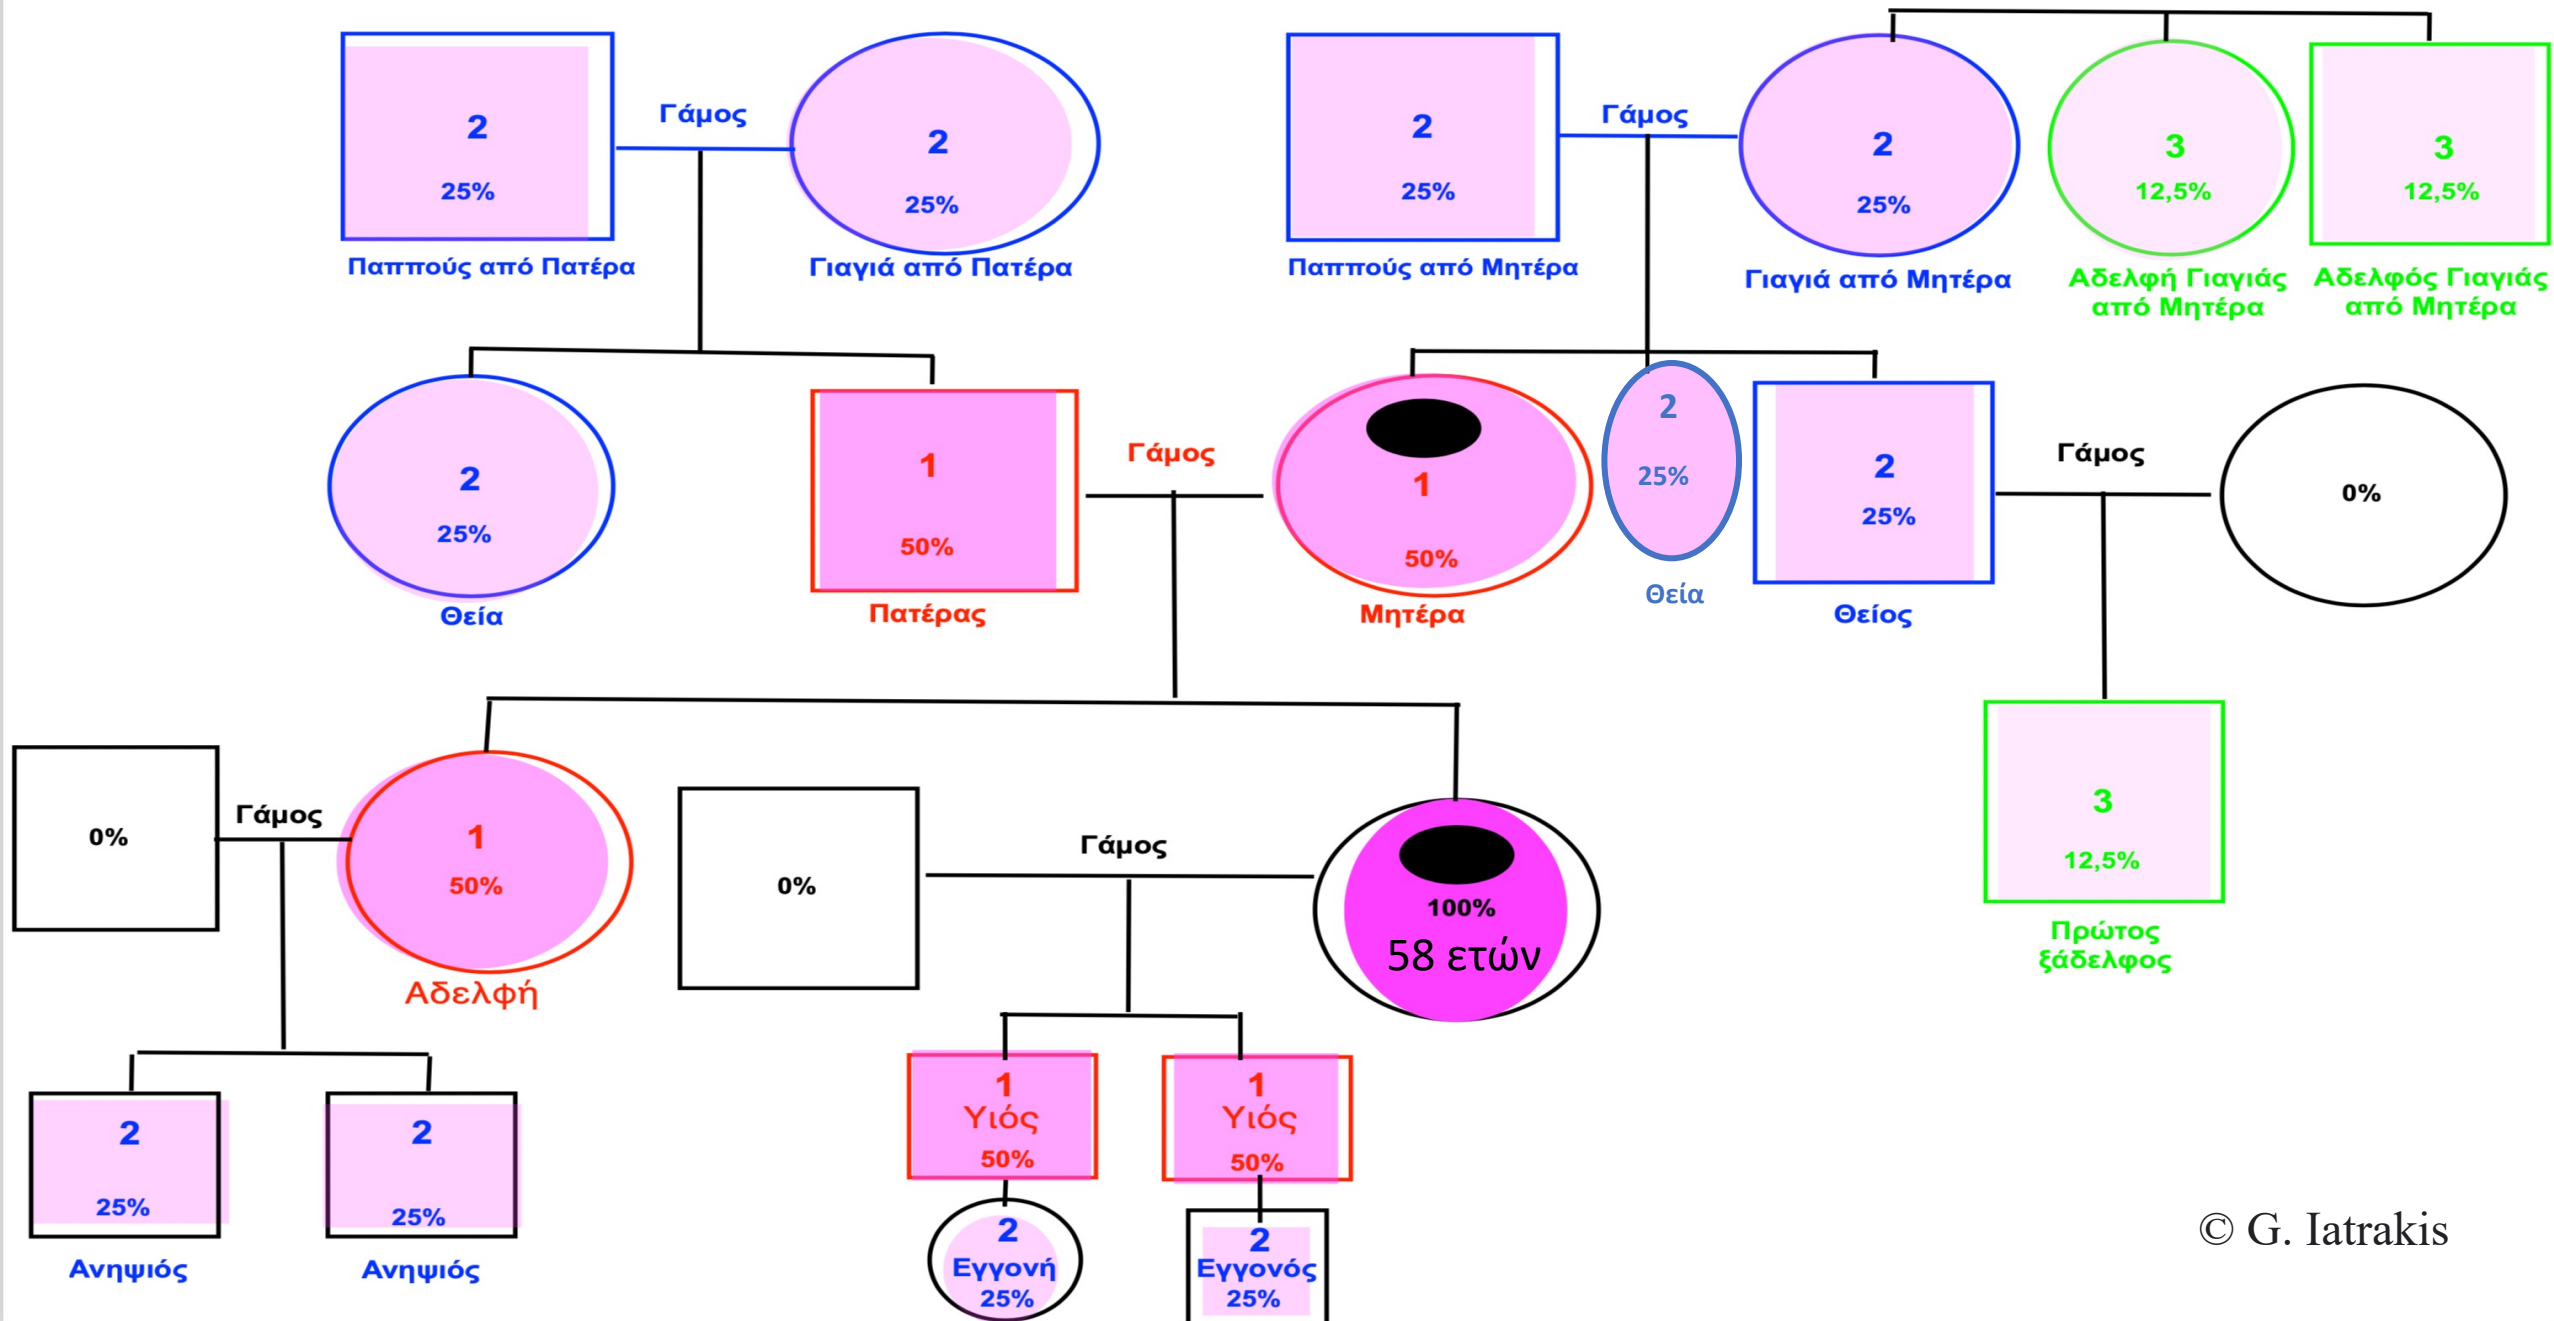 2
25%
Παππούς από Πατέρα
Γάμος
2
25%
Γιαγιά από Πατέρα
2
25%
Παππούς από Μητέρα
Γάμος
2
25%
Γιαγιά από Μητέρα
3
12,5%
Αδελφή Γιαγιάς
από Μητέρα
3
12,5%
Αδελφός Γιαγιάς
από Μητέρα
2
25%
Θεία
1
50%
Πατέρας
Γάμος
1
50%
Μητέρα
2
25%
Θεία
2
25%
Θείος
Γάμος
0%
0%
Γάμος
1
50%
Αδελφή
0%
Γάμος
100%
58 ετών
3
12,5%
Πρώτος
ξάδελφος
2
25%
Ανηψιός
2
25%
Ανηψιός
1
Υιός
50%
1
Υιός
50%
2
Εγγονή
25%
2
Εγγονός
25%
© G. Iatrakis